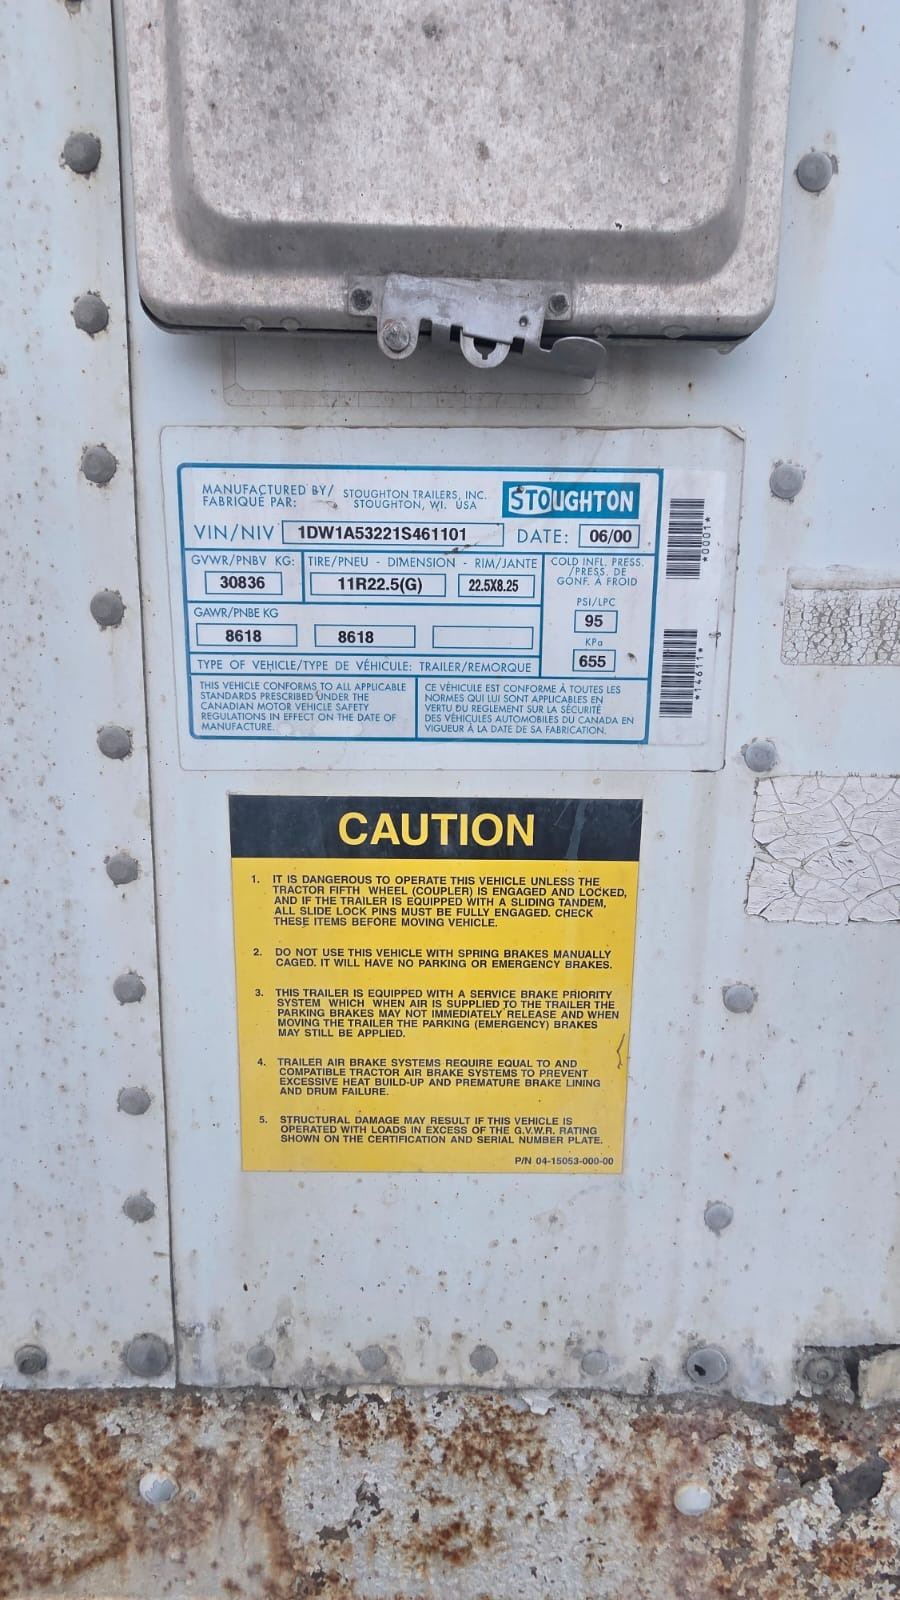 MANUFACTURED BY/ STOUGHTON TRAILERS, INC.
FABRIQUÉ PAR: STOUGHTON, WI. USA
STOUGHTON
VIN/NIV 1DW1A53221S461101 DATE: 06/00
GVWR/PNBV KG: TIRE/PNEU - DIMENSION - RIM/JANTE
30836 11R22.5(G) 22.5X8.25
COLD INFL. PRESS.
/PRESS. DE
GONF. A FROID
PSI/LPC
95
KPa
655
GAWR/PNBE KG
8618 8618
TYPE OF VEHICLE/TYPE DE VÉHICULE: TRAILER/REMORQUE
THIS VEHICLE CONFORMS TO ALL APPLICABLE
STANDARDS PRESCRIBED UNDER THE
CANADIAN MOTOR VEHICLE SAFETY
REGULATIONS IN EFFECT ON THE DATE OF
MANUFACTURE.
CE VÉHICULE EST CONFORME À TOUTES LES
NORMES QUI LUI SONT APPLICABLES EN
VERTU DU REGLEMENT SUR LA SÉCURITÉ
DES VÉHICULES AUTOMOBILES DU CANADA EN
VIGUEUR À LA DATE DE SA FABRICATION.
*0001*
*14611*
CAUTION
1. IT IS DANGEROUS TO OPERATE THIS VEHICLE UNLESS THE
TRACTOR FIFTH WHEEL (COUPLER) IS ENGAGED AND LOCKED,
AND IF THE TRAILER IS EQUIPPED WITH A SLIDING TANDEM,
ALL SLIDE LOCK PINS MUST BE FULLY ENGAGED. CHECK
THESE ITEMS BEFORE MOVING VEHICLE.
2. DO NOT USE THIS VEHICLE WITH SPRING BRAKES MANUALLY
CAGED. IT WILL HAVE NO PARKING OR EMERGENCY BRAKES.
3. THIS TRAILER IS EQUIPPED WITH A SERVICE BRAKE PRIORITY
SYSTEM WHICH WHEN AIR IS SUPPLIED TO THE TRAILER THE
PARKING BRAKES MAY NOT IMMEDIATELY RELEASE AND WHEN
MOVING THE TRAILER THE PARKING (EMERGENCY) BRAKES
MAY STILL BE APPLIED.
4. TRAILER AIR BRAKE SYSTEMS REQUIRE EQUAL TO AND
COMPATIBLE TRACTOR AIR BRAKE SYSTEMS TO PREVENT
EXCESSIVE HEAT BUILD-UP AND PREMATURE BRAKE LINING
AND DRUM FAILURE.
5. STRUCTURAL DAMAGE MAY RESULT IF THIS VEHICLE IS
OPERATED WITH LOADS IN EXCESS OF THE G.V.W.R. RATING
SHOWN ON THE CERTIFICATION AND SERIAL NUMBER PLATE.
P/N 04-15053-000-00